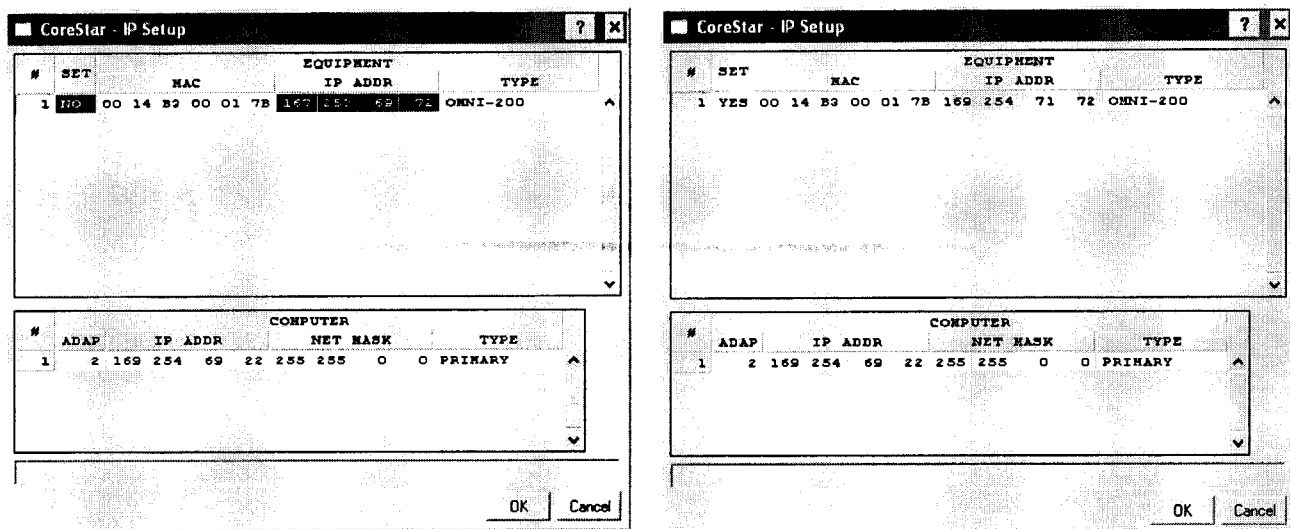 CoreStar - IP Setup
# SET EQUIPMENT
MAC IP ADDR TYPE
1 NO 00 14 B3 00 01 7B 69 72 OMNI-200
# COMPUTER
ADAP IP ADDR NET MASK TYPE
1 2 169 254 69 22 255 255 0 0 PRIMARY
OK Cancel
CoreStar - IP Setup
# SET EQUIPMENT
MAC IP ADDR TYPE
1 YES 00 14 B3 00 01 7B 169 254 71 72 OMNI-200
# COMPUTER
ADAP IP ADDR NET MASK TYPE
1 2 169 254 69 22 255 255 0 0 PRIMARY
OK Cancel